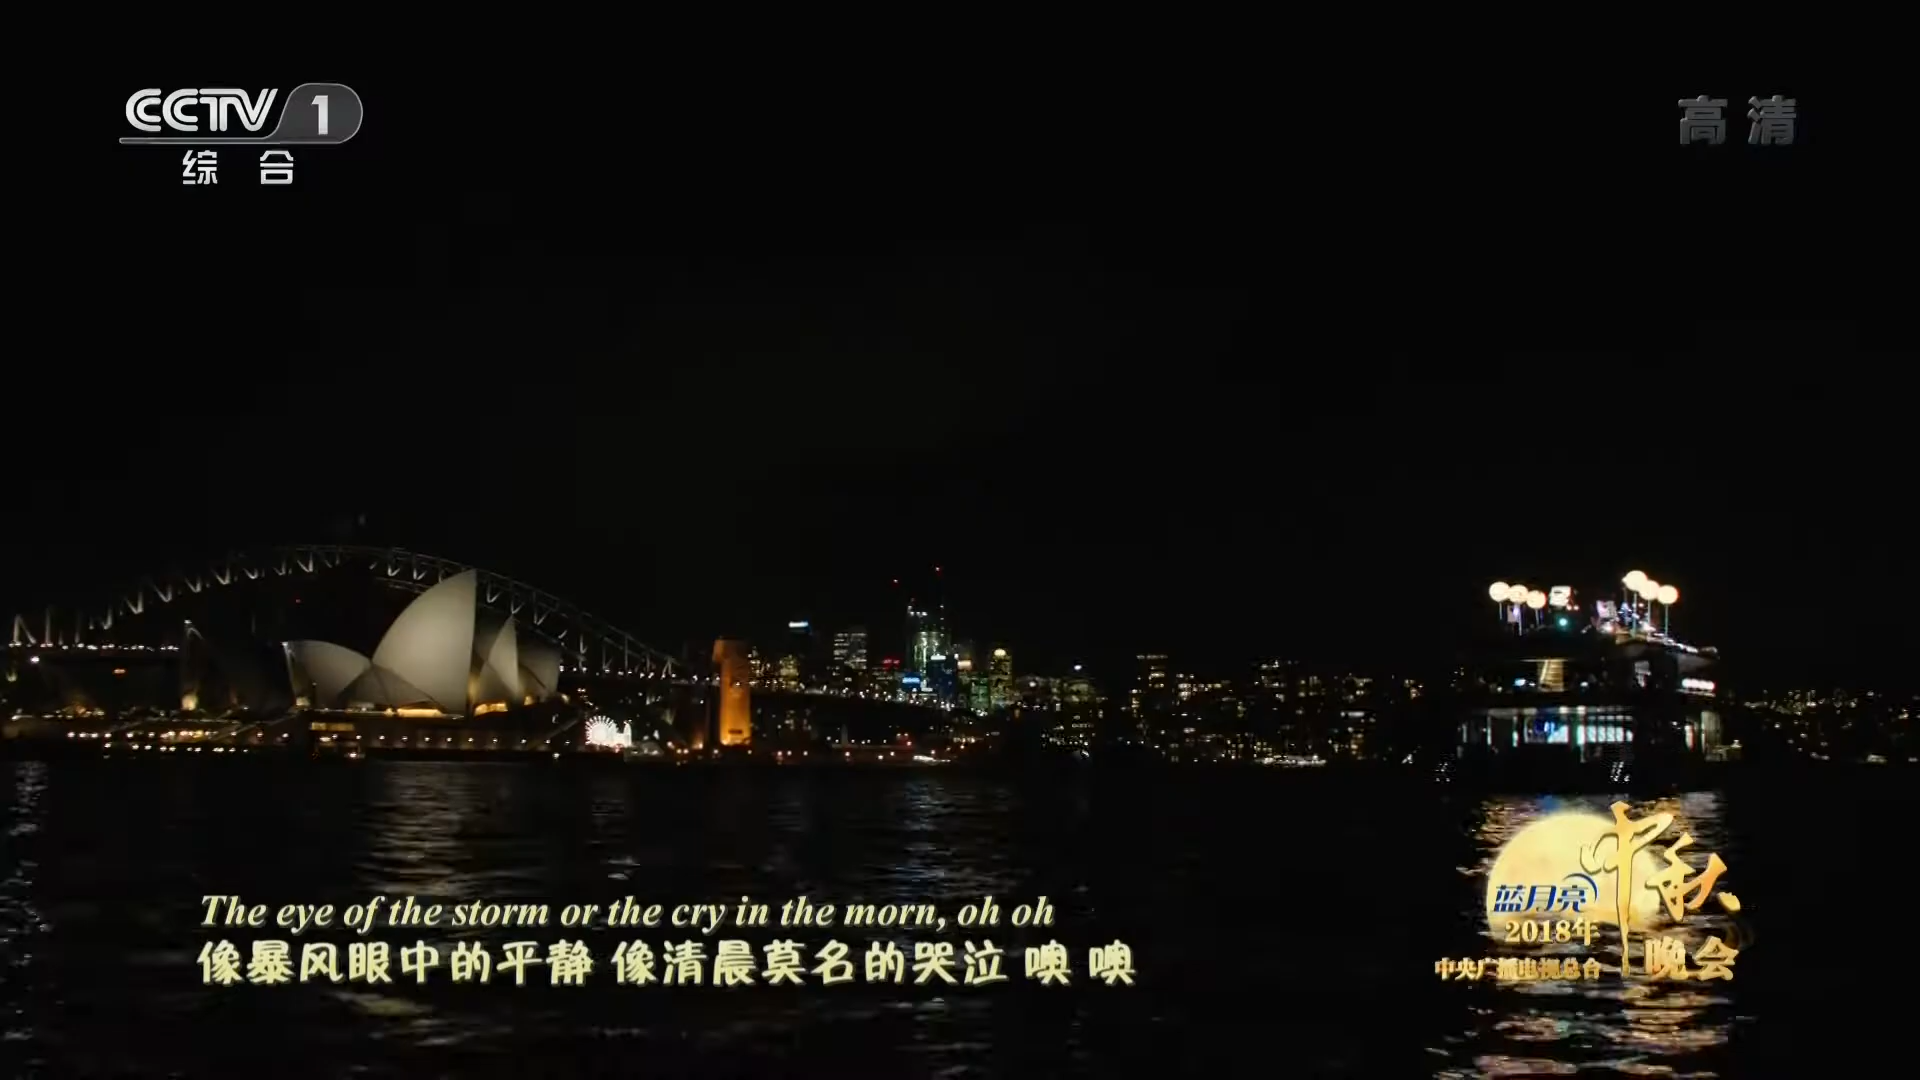 CCTV 1
综合
高清
The eye of the storm or the cry in the morn, oh oh
像暴风眼中的平静 像清晨莫名的哭泣 噢 噢
蓝月亮
中秋
2018年
中央广播电视总台
晚会